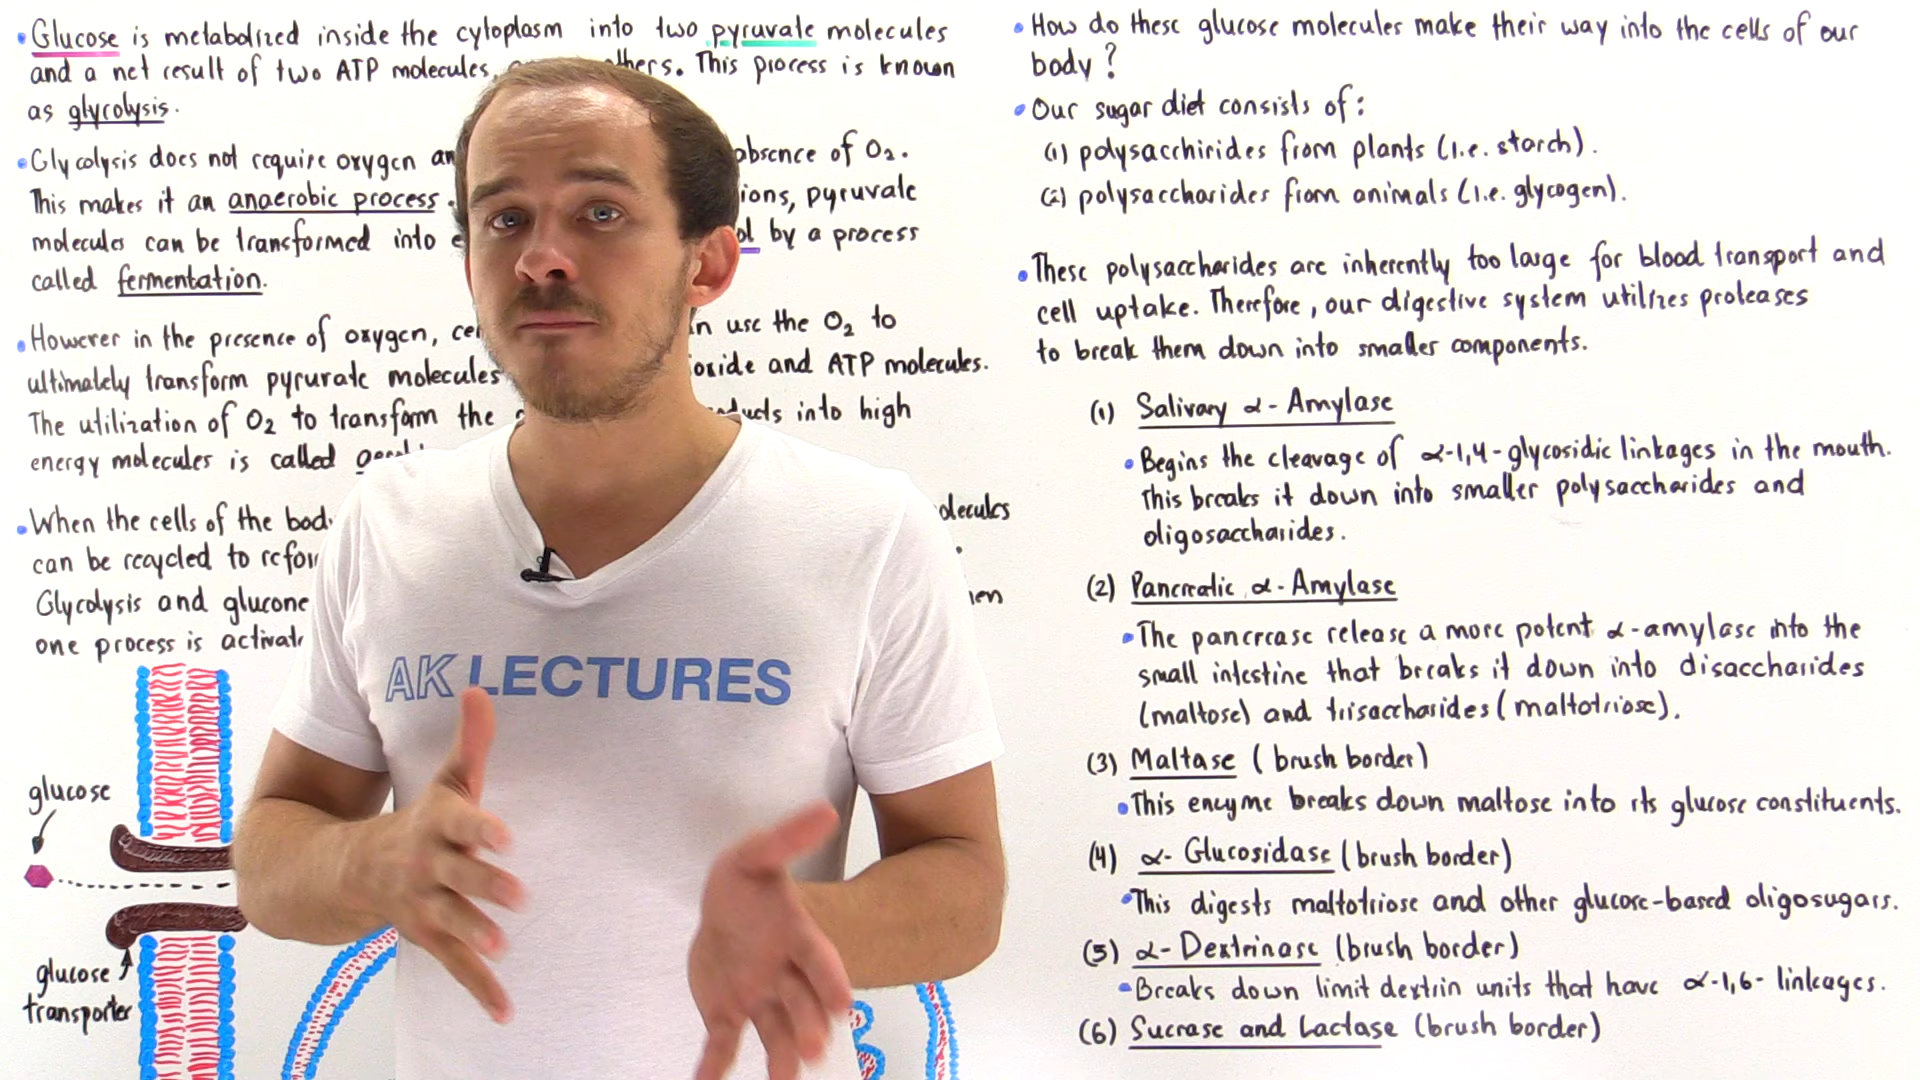 • Glucose is metabolized inside the cytoplasm into two pyruvate molecules
and a net result of two ATP molecules, others. This process is known
as glycolysis.
• Glycolysis does not require oxygen an absence of O₂.
This makes it an anaerobic process. ions, pyruvate
molecules can be transformed into e ol by a process
called fermentation.
• However in the presence of oxygen, cel n use the O₂ to
ultimately transform pyruvate molecules oxide and ATP molecules.
The utilization of O₂ to transform the ducts into high
energy molecules is called
• When the cells of the bod olecules
can be recycled to refor
Glycolysis and glucone ien
one process is activat
glucose
glucose
transporter
AK LECTURES
• How do these glucose molecules make their way into the cells of our
body?
• Our sugar diet consists of:
(1) polysacchirides from plants (i.e. starch).
(2) polysaccharides from animals (i.e. glycogen).
• These polysaccharides are inherently too large for blood transport and
cell uptake. Therefore, our digestive system utilizes proteases
to break them down into smaller components.
(1) Salivary α-Amylase
• Begins the cleavage of α-1,4-glycosidic linkages in the mouth.
This breaks it down into smaller polysaccharides and
oligosaccharides.
(2) Pancreatic α-Amylase
• The pancrease release a more potent α-amylase into the
small intestine that breaks it down into disaccharides
(maltose) and trisaccharides (maltotriose).
(3) Maltase (brush border)
• This enzyme breaks down maltose into its glucose constituents.
(4) α-Glucosidase (brush border)
• This digests maltotriose and other glucose-based oligosugars.
(5) α-Dextrinase (brush border)
• Breaks down limit dextrin units that have α-1,6-linkages.
(6) Sucrase and Lactase (brush border)